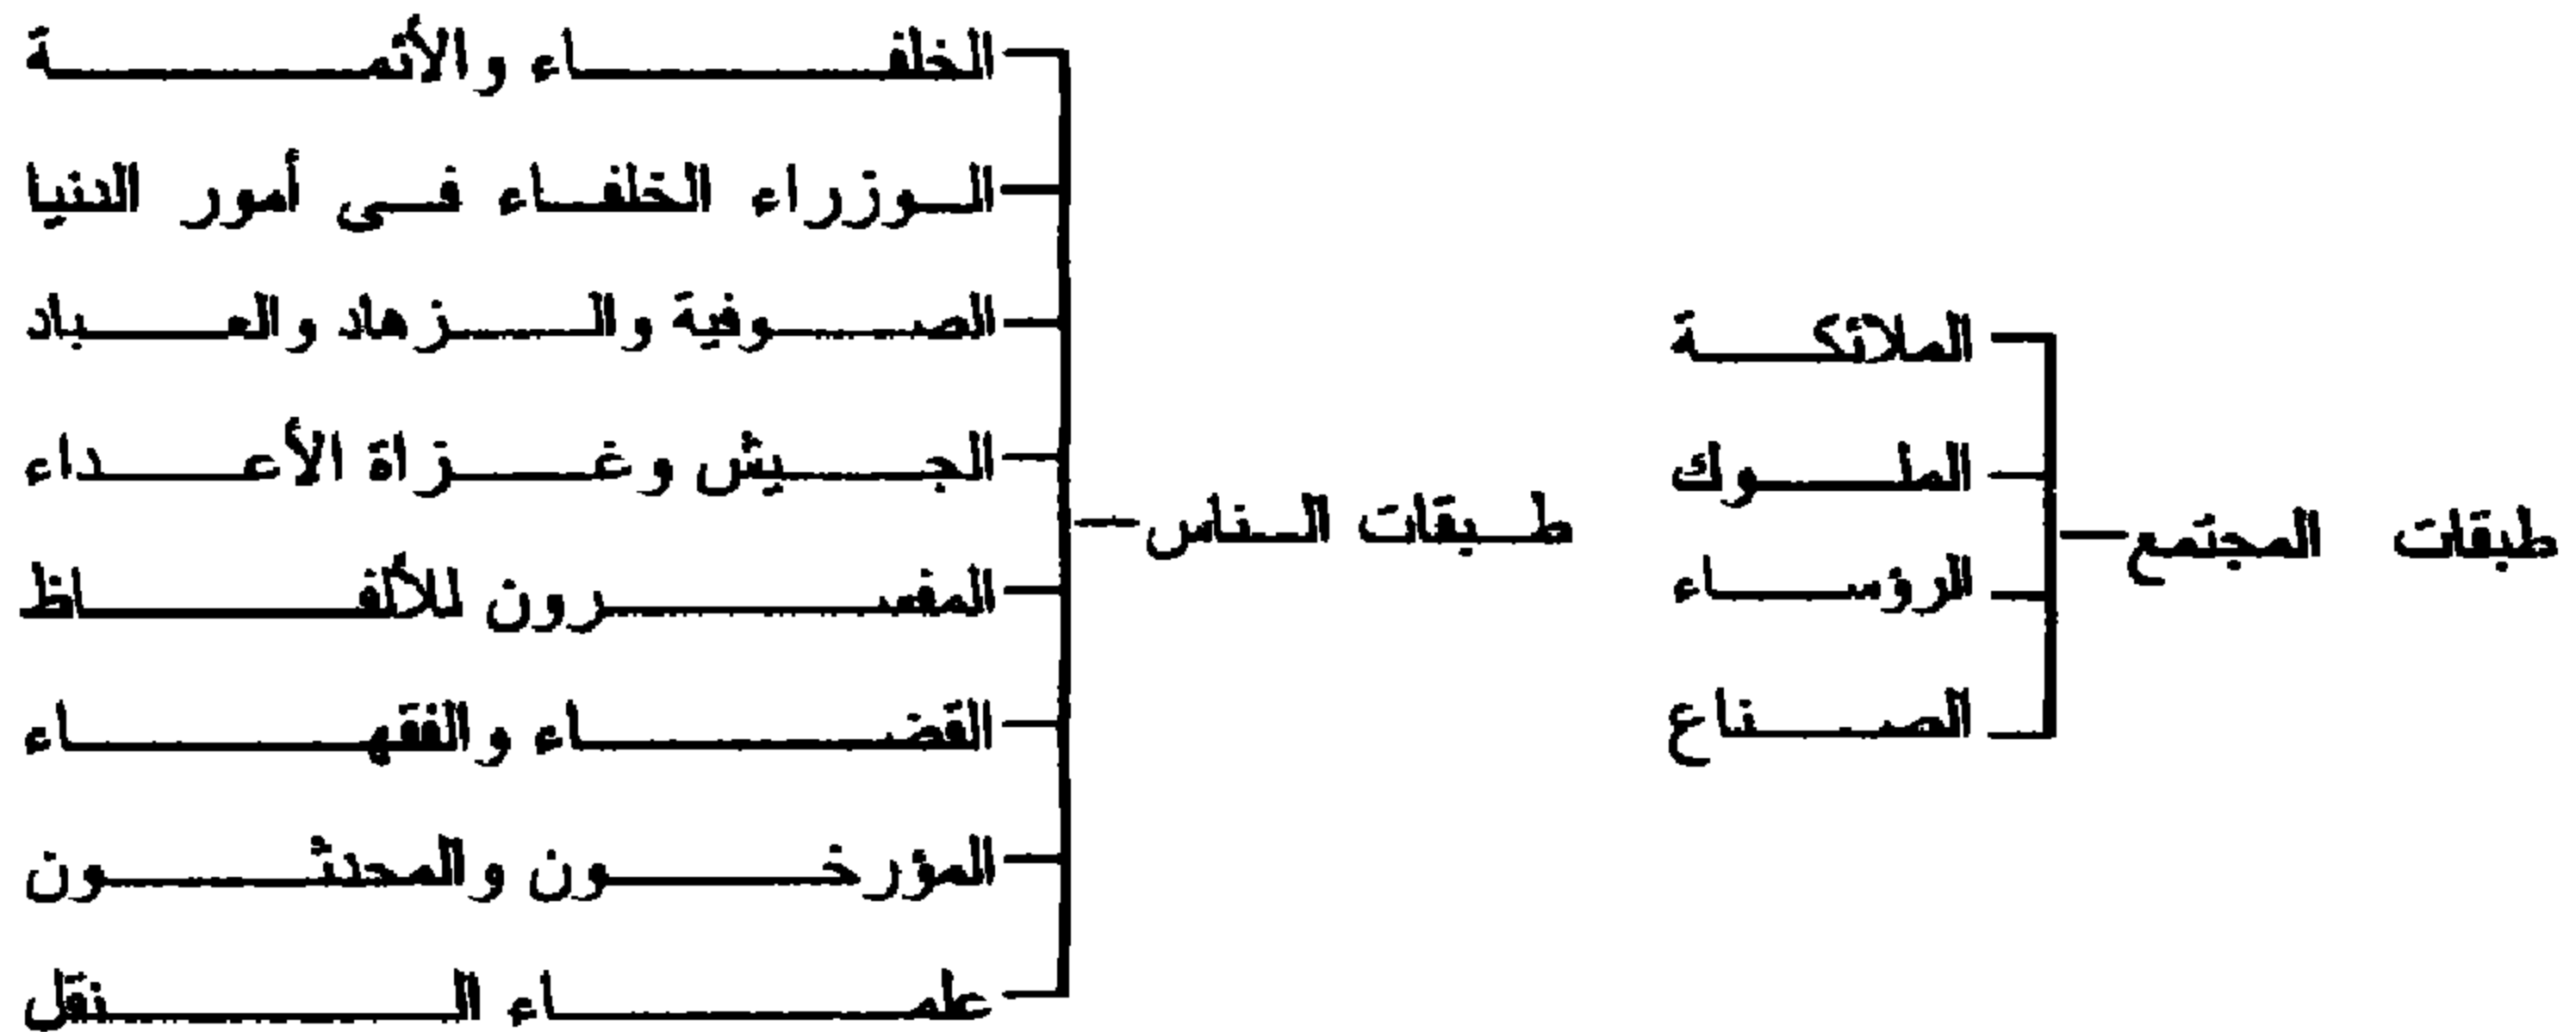 طبقات المجتمع
الملائكة
الملوك
الرؤساء
الصناع
طبقات الناس
الخلفاء والأئمة
الوزراء الخلفاء فى أمور الدنيا
الصوفية والزهاد والعباد
الجيش وغزاة الأعداء
المفسرون للألفاظ
القضاء والفقهاء
المؤرخون والمحدثون
علماء النقل